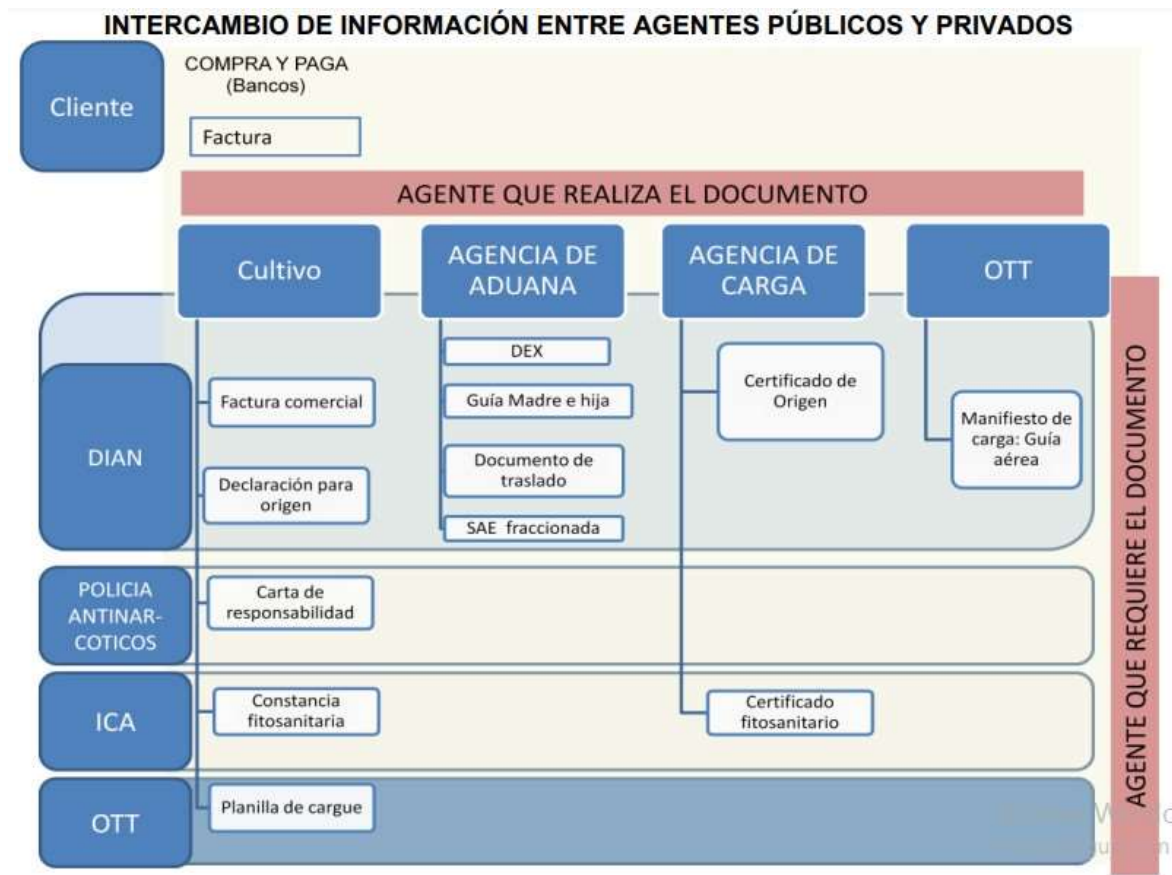 INTERCAMBIO DE INFORMACIÓN ENTRE AGENTES PÚBLICOS Y PRIVADOS
Cliente
COMPRA Y PAGA
(Bancos)
Factura
AGENTE QUE REALIZA EL DOCUMENTO
Cultivo
AGENCIA DE
ADUANA
AGENCIA DE
CARGA
OTT
AGENTE QUE REQUIERE EL DOCUMENTO
DIAN
Factura comercial
Declaración para
origen
DEX
Guía Madre e hija
Documento de
traslado
SAE fraccionada
Certificado de
Origen
Manifiesto de
carga: Guía
aérea
POLICIA
ANTINAR-
COTICOS
Carta de
responsabilidad
ICA
Constancia
fitosanitaria
Certificado
fitosanitario
OTT
Planilla de cargue